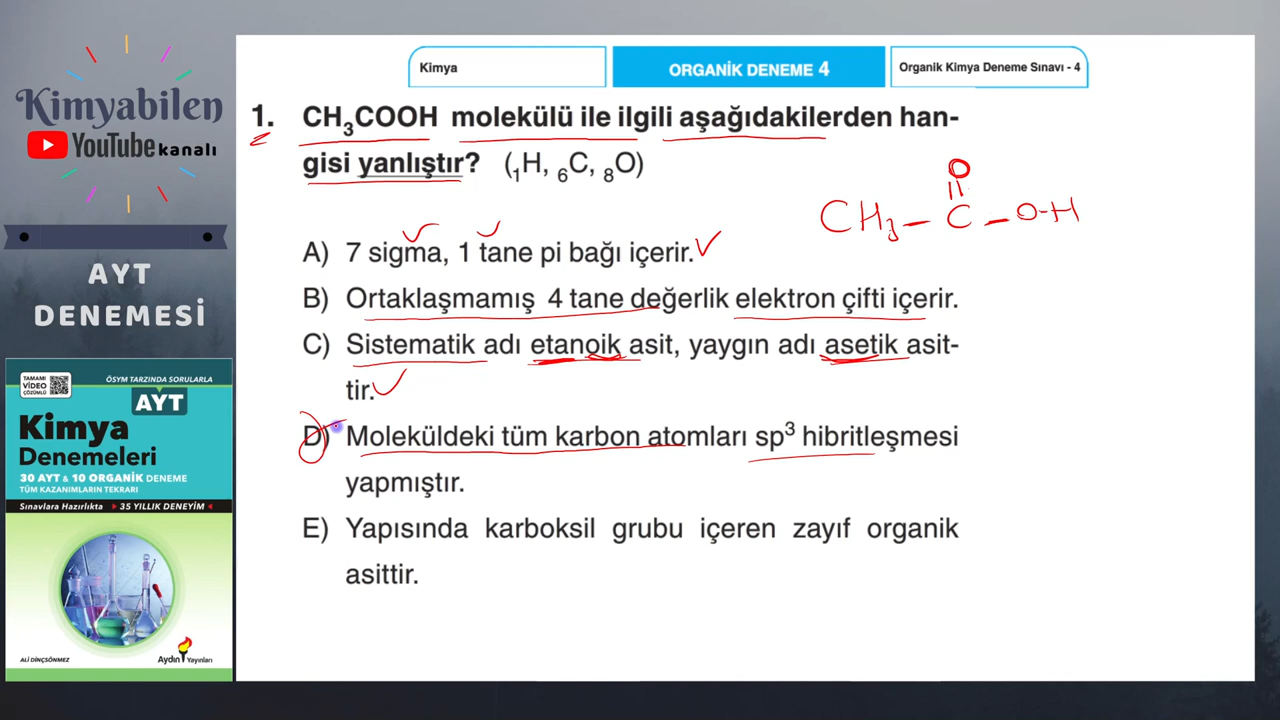 Kimyabilen
YouTube kanalı
AYT
DENEMESİ
TAMAMI
VİDEO
ÇÖZÜMLÜ
ÖSYM TARZINDA SORULARLA
AYT
Kimya
Denemeleri
30 AYT & 10 ORGANİK DENEME
TÜM KAZANIMLARIN TEKRARI
Sınavlara Hazırlıkta 35 YILLIK DENEYİM
ALİ DİNÇSÖNMEZ
Aydın Yayınları
Kimya
ORGANİK DENEME 4
Organik Kimya Deneme Sınavı - 4
1. CH3COOH molekülü ile ilgili aşağıdakilerden han-
gisi yanlıştır? (1H, 6C, 8O)
O
CH3 – C – O-H
A) 7 sigma, 1 tane pi bağı içerir.
B) Ortaklaşmamış 4 tane değerlik elektron çifti içerir.
C) Sistematik adı etanoik asit, yaygın adı asetik asit-
tir.
D) Moleküldeki tüm karbon atomları sp³ hibritleşmesi
yapmıştır.
E) Yapısında karboksil grubu içeren zayıf organik
asittir.